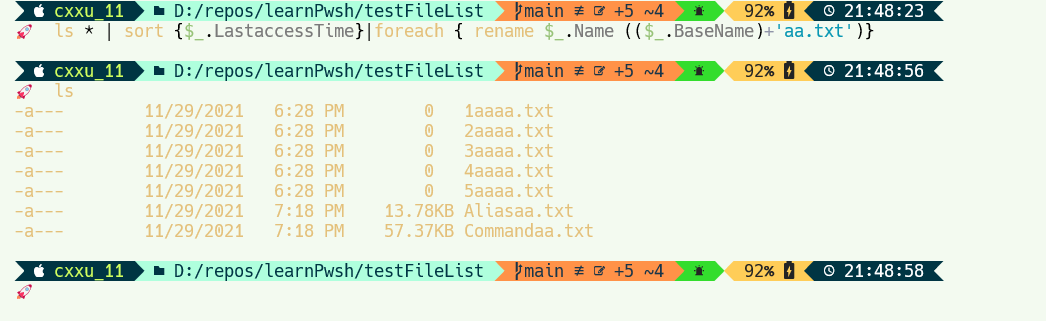 cxxu_11 D:/repos/learnPwsh/testFileList main ≢ +5 ~4 92% 21:48:23
🚀 ls * | sort {$_.LastaccessTime}|foreach { rename $_.Name (($_.BaseName)+'aa.txt')}
cxxu_11 D:/repos/learnPwsh/testFileList main ≢ +5 ~4 92% 21:48:56
🚀 ls
-a--- 11/29/2021 6:28 PM 0 1aaaa.txt
-a--- 11/29/2021 6:28 PM 0 2aaaa.txt
-a--- 11/29/2021 6:28 PM 0 3aaaa.txt
-a--- 11/29/2021 6:28 PM 0 4aaaa.txt
-a--- 11/29/2021 6:28 PM 0 5aaaa.txt
-a--- 11/29/2021 7:18 PM 13.78KB Aliasaa.txt
-a--- 11/29/2021 7:18 PM 57.37KB Commandaa.txt
cxxu_11 D:/repos/learnPwsh/testFileList main ≢ +5 ~4 92% 21:48:58
🚀